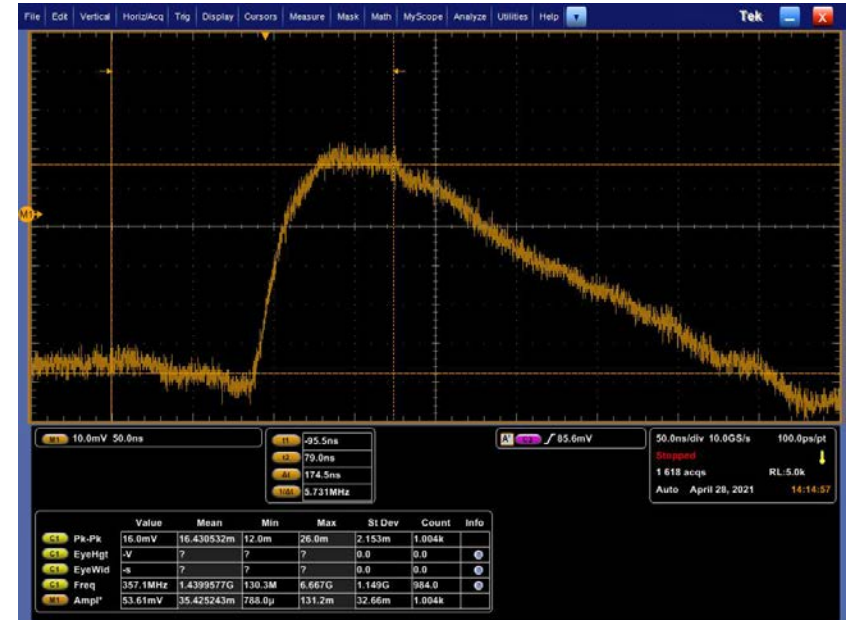 File Edit Vertical Horiz/Acq Trig Display Cursors Measure Mask Math MyScope Analyze Utilities Help Tek X
M1
M1 10.0mV 50.0ns
t1 -95.5ns
t2 79.0ns
Δt 174.5ns
1/Δt 5.731MHz
A' 85.6mV
50.0ns/div 10.0GS/s 100.0ps/pt
Stopped
1 618 acqs RL:5.0k
Auto April 28, 2021 14:14:57
Value Mean Min Max St Dev Count Info
C1 Pk-Pk 16.0mV 16.430532m 12.0m 26.0m 2.153m 1.004k
C1 EyeHgt -V ? ? ? 0.0 0.0
C1 EyeWid -s ? ? ? 0.0 0.0
C1 Freq 357.1MHz 1.4399577G 130.3M 6.667G 1.149G 984.0
M1 Ampl* 53.61mV 35.425243m 788.0µ 131.2m 32.66m 1.004k